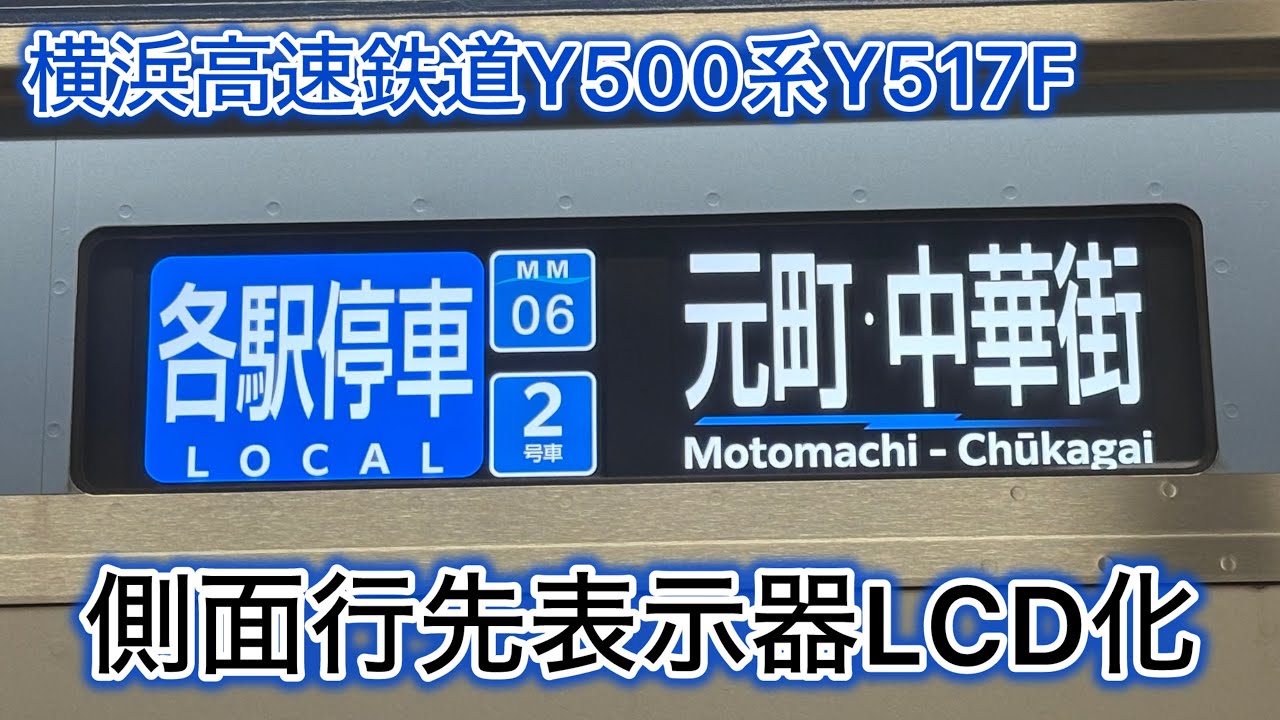 横浜高速鉄道Y500系Y517F
各駅停車
LOCAL
MM
06
2
号車
元町・中華街
Motomachi - Chūkagai
側面行先表示器LCD化